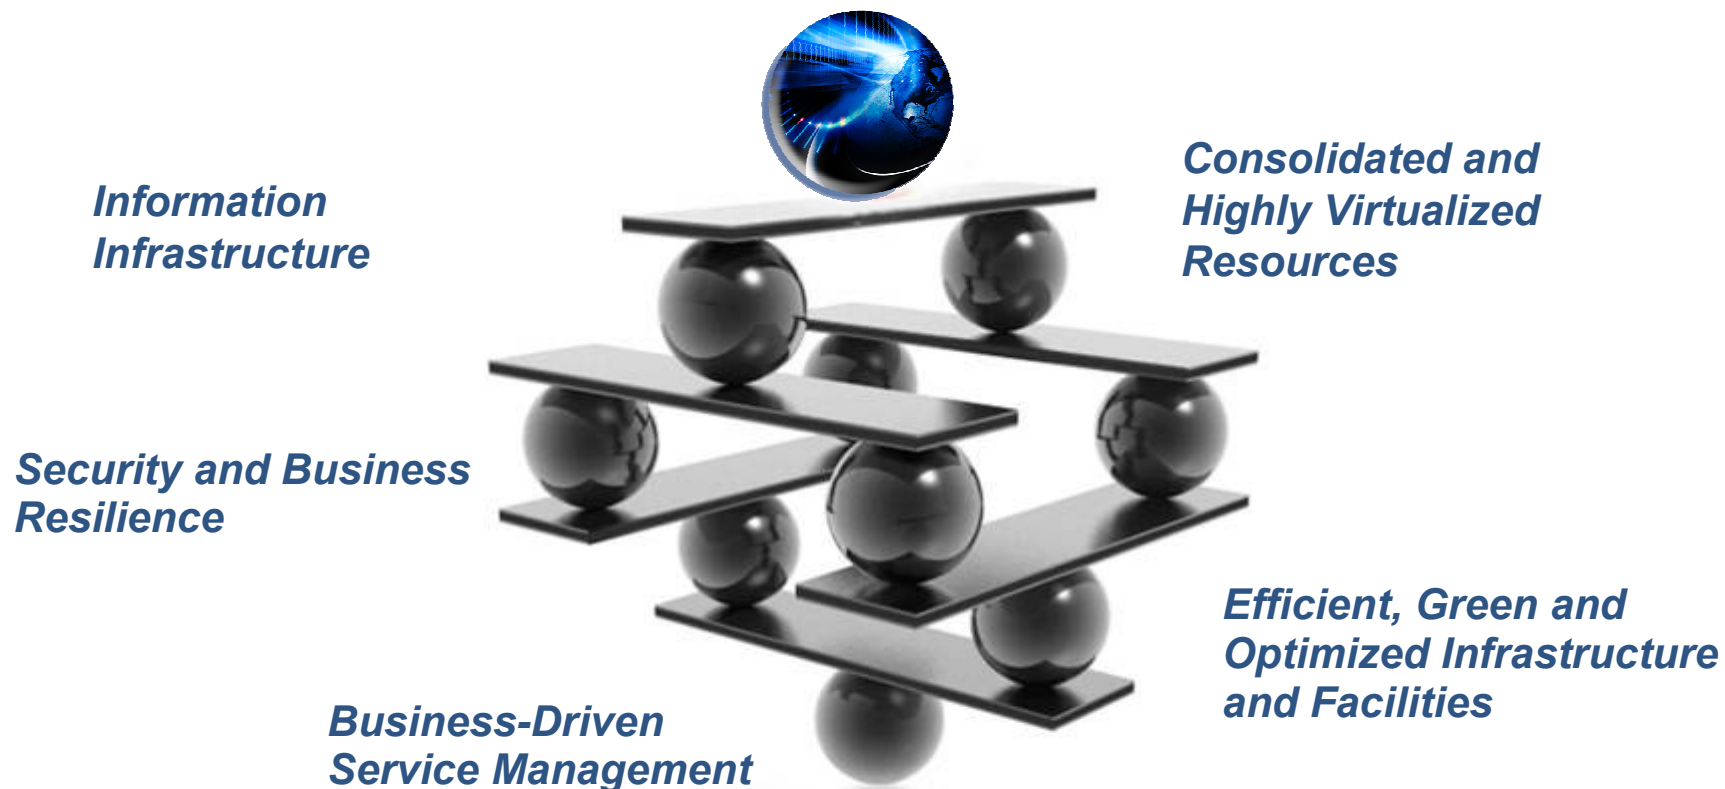 Information
Infrastructure
Consolidated and
Highly Virtualized
Resources
Security and Business
Resilience
Efficient, Green and
Optimized Infrastructure
and Facilities
Business-Driven
Service Management